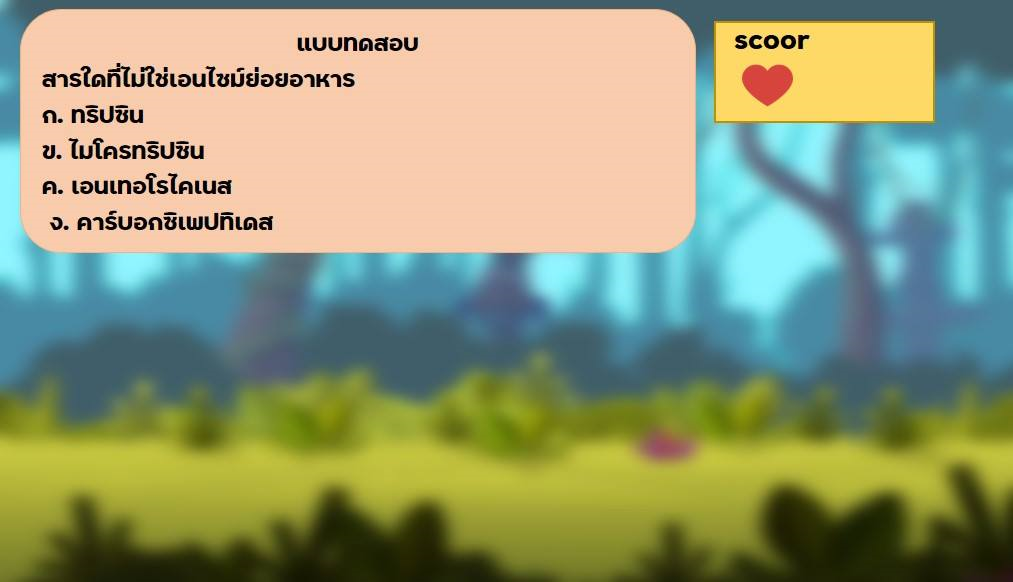 แบบทดสอบ
สารใดที่ไม่ใช่เอนไซม์ย่อยอาหาร
ก. ทริปซิน
ข. ไมโครทริปซิน
ค. เอนเทอโรไคเนส
ง. คาร์บอกซิเพปทิเดส
scoor